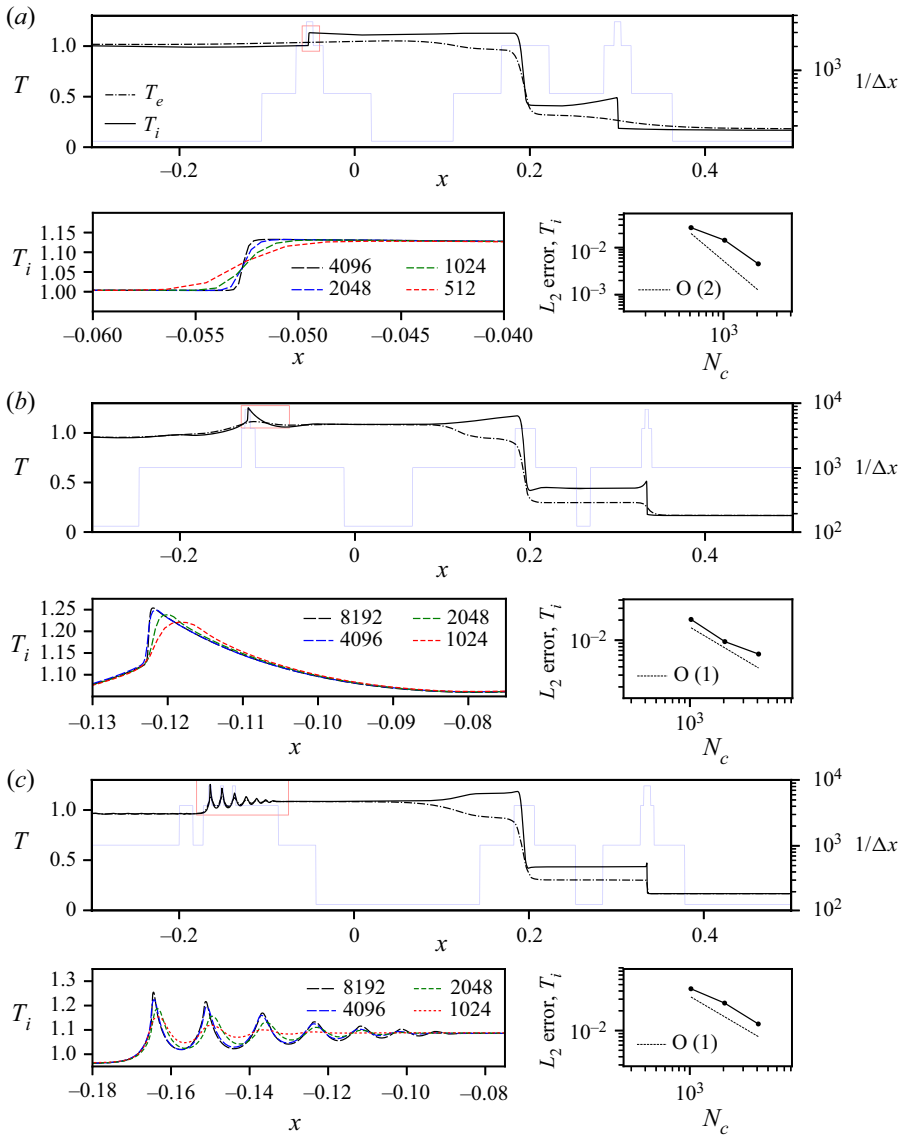 (a)
T
1.0
0.5
0
T_e
T_i
10^3
1/Δx
–0.2 0 0.2 0.4
x
T_i
1.15
1.10
1.05
1.00
4096 1024
2048 512
–0.060 –0.055 –0.050 –0.045 –0.040
x
L_2 error, T_i
10^–2
10^–3
O (2)
10^3
N_c
(b)
T
1.0
0.5
0
10^4
10^3
10^2
1/Δx
–0.2 0 0.2 0.4
x
T_i
1.25
1.20
1.15
1.10
8192 2048
4096 1024
–0.13 –0.12 –0.11 –0.10 –0.09 –0.08
x
L_2 error, T_i
10^–2
O (1)
10^3
N_c
(c)
T
1.0
0.5
0
10^4
10^3
10^2
1/Δx
–0.2 0 0.2 0.4
x
T_i
1.3
1.2
1.1
1.0
8192 2048
4096 1024
–0.18 –0.16 –0.14 –0.12 –0.10 –0.08
x
L_2 error, T_i
10^–2
O (1)
10^3
N_c